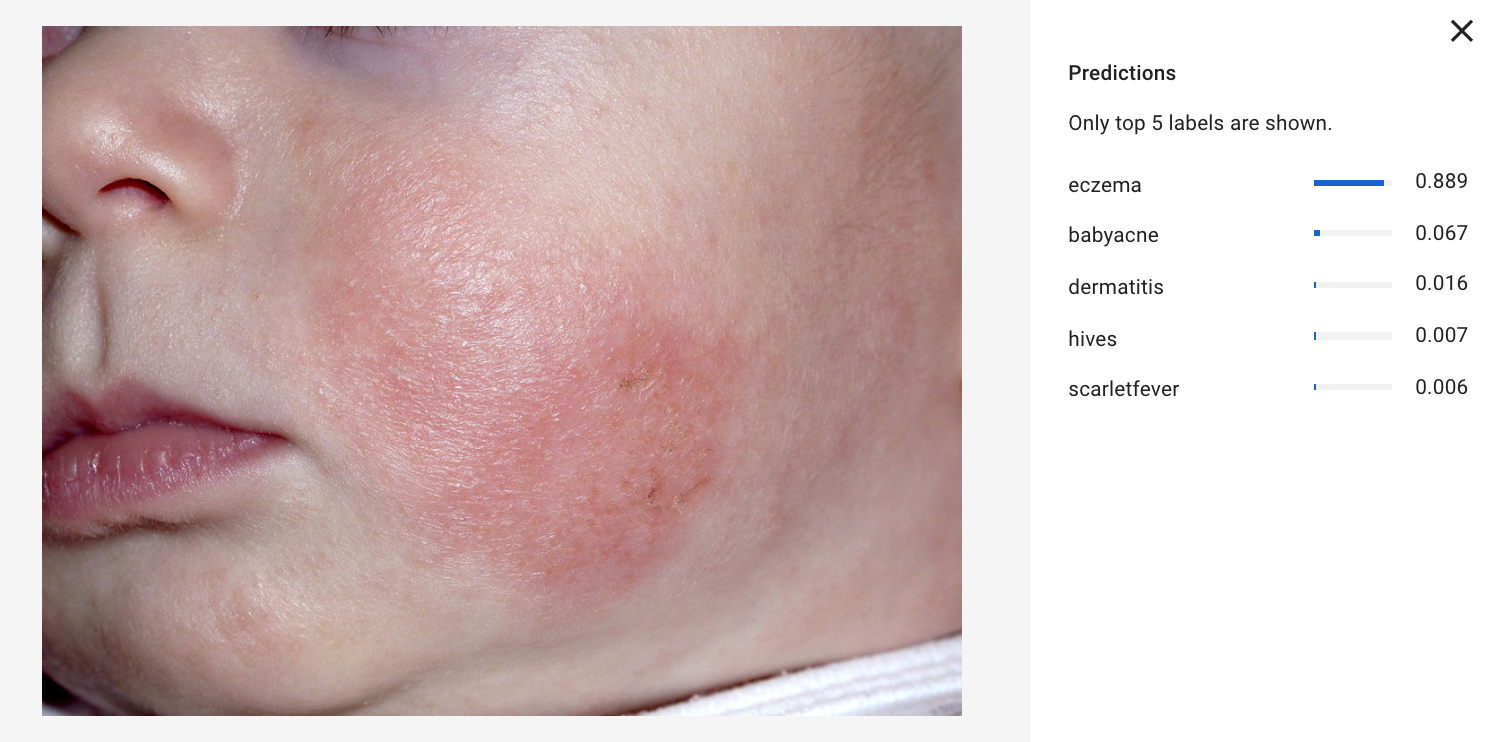 Predictions
Only top 5 labels are shown.
eczema 0.889
babyacne 0.067
dermatitis 0.016
hives 0.007
scarletfever 0.006